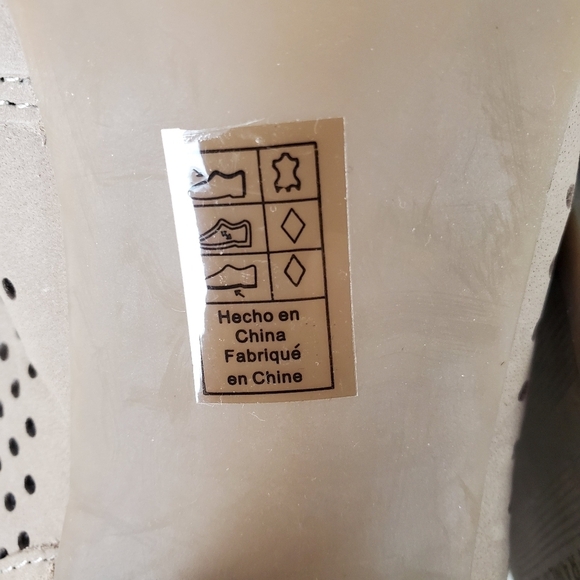 Hecho en
China
Fabriqué
en Chine